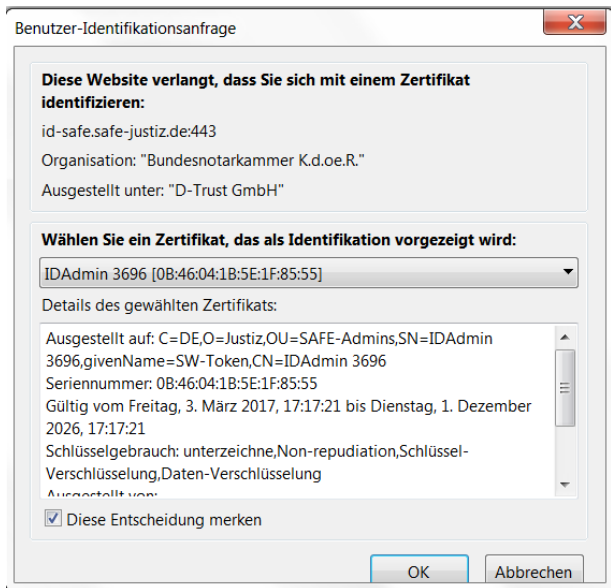 Benutzer-Identifikationsanfrage
Diese Website verlangt, dass Sie sich mit einem Zertifikat
identifizieren:
id-safe.safe-justiz.de:443
Organisation: "Bundesnotarkammer K.d.oe.R."
Ausgestellt unter: "D-Trust GmbH"
Wählen Sie ein Zertifikat, das als Identifikation vorgezeigt wird:
IDAdmin 3696 [0B:46:04:1B:5E:1F:85:55]
Details des gewählten Zertifikats:
Ausgestellt auf: C=DE,O=Justiz,OU=SAFE-Admins,SN=IDAdmin
3696,givenName=SW-Token,CN=IDAdmin 3696
Seriennummer: 0B:46:04:1B:5E:1F:85:55
Gültig vom Freitag, 3. März 2017, 17:17:21 bis Dienstag, 1. Dezember
2026, 17:17:21
Schlüsselgebrauch: unterzeichne,Non-repudiation,Schlüssel-
Verschlüsselung,Daten-Verschlüsselung
Ausgestellt von:
Diese Entscheidung merken
OK Abbrechen